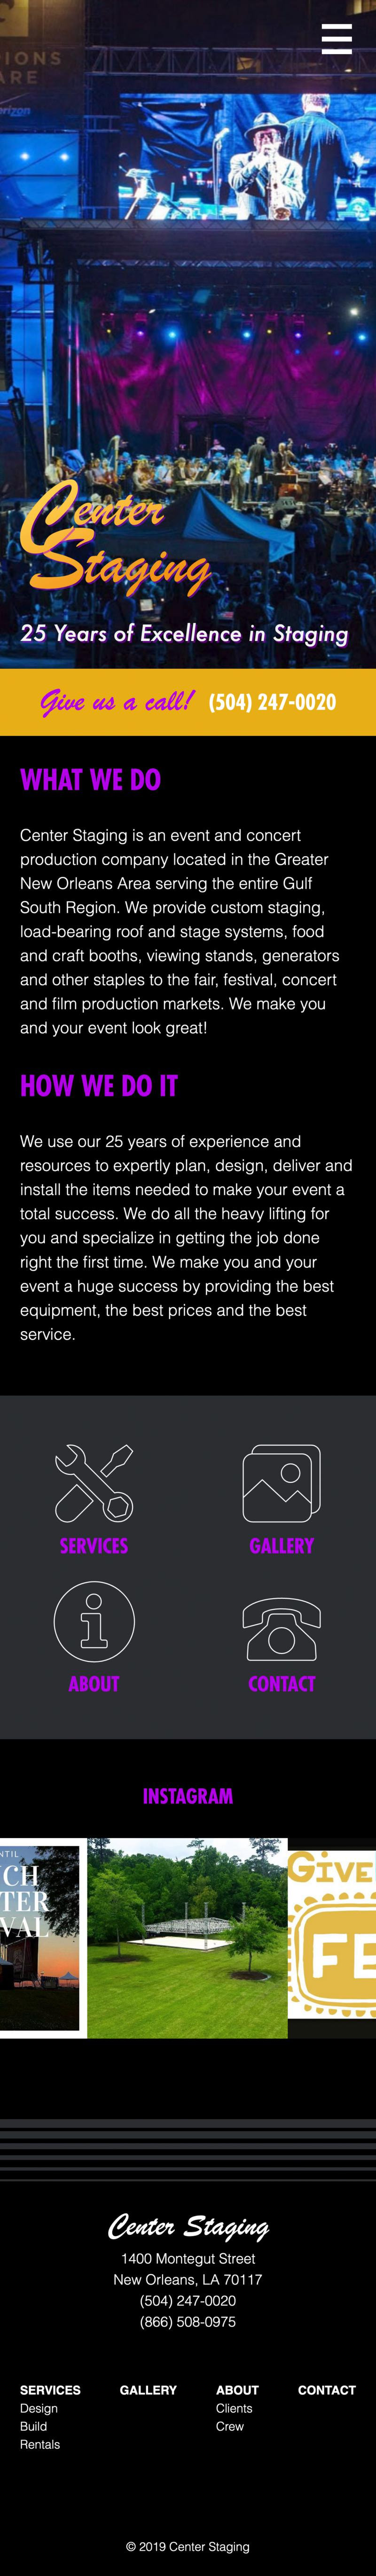 IONS
ARE
Center
Staging
25 Years of Excellence in Staging
Give us a call! (504) 247-0020
WHAT WE DO
Center Staging is an event and concert
production company located in the Greater
New Orleans Area serving the entire Gulf
South Region. We provide custom staging,
load-bearing roof and stage systems, food
and craft booths, viewing stands, generators
and other staples to the fair, festival, concert
and film production markets. We make you
and your event look great!
HOW WE DO IT
We use our 25 years of experience and
resources to expertly plan, design, deliver and
install the items needed to make your event a
total success. We do all the heavy lifting for
you and specialize in getting the job done
right the first time. We make you and your
event a huge success by providing the best
equipment, the best prices and the best
service.
SERVICES
GALLERY
ABOUT
CONTACT
INSTAGRAM
NTIL
CH
TER
VAL
GIVE
FE
Center Staging
1400 Montegut Street
New Orleans, LA 70117
(504) 247-0020
(866) 508-0975
SERVICES GALLERY ABOUT CONTACT
Design Clients
Build Crew
Rentals
© 2019 Center Staging